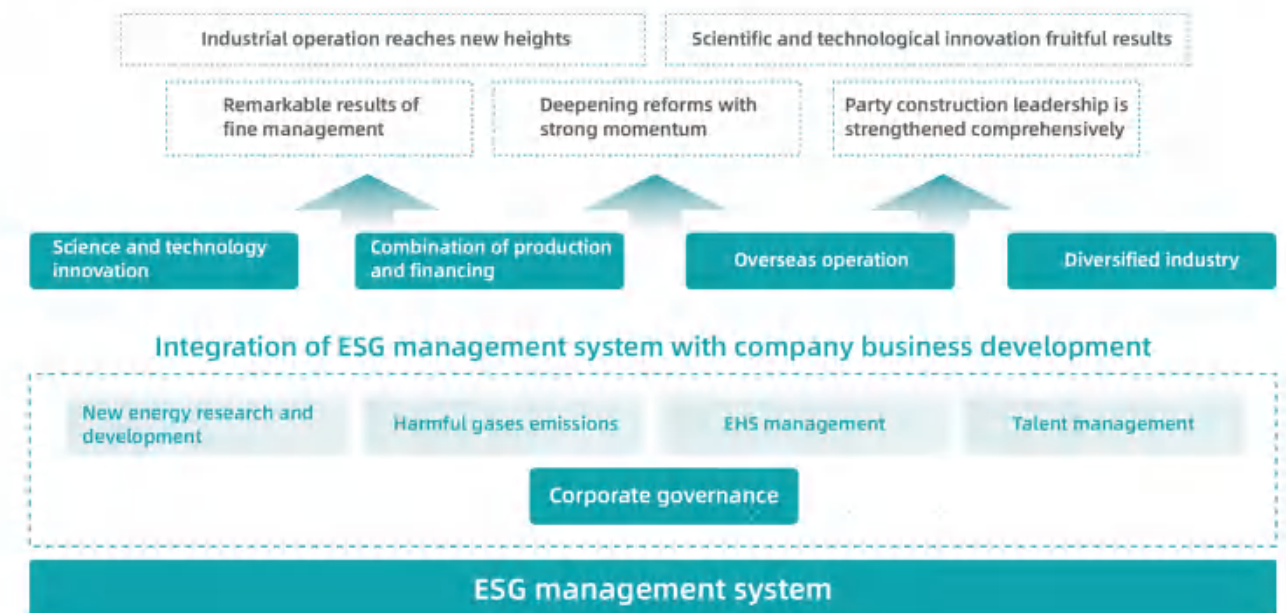 Industrial operation reaches new heights
Scientific and technological innovation fruitful results
Remarkable results of
fine management
Deepening reforms with
strong momentum
Party construction leadership is
strengthened comprehensively
Science and technology
innovation
Combination of production
and financing
Overseas operation
Diversified industry
Integration of ESG management system with company business development
New energy research and
development
Harmful gases emissions
EHS management
Talent management
Corporate governance
ESG management system